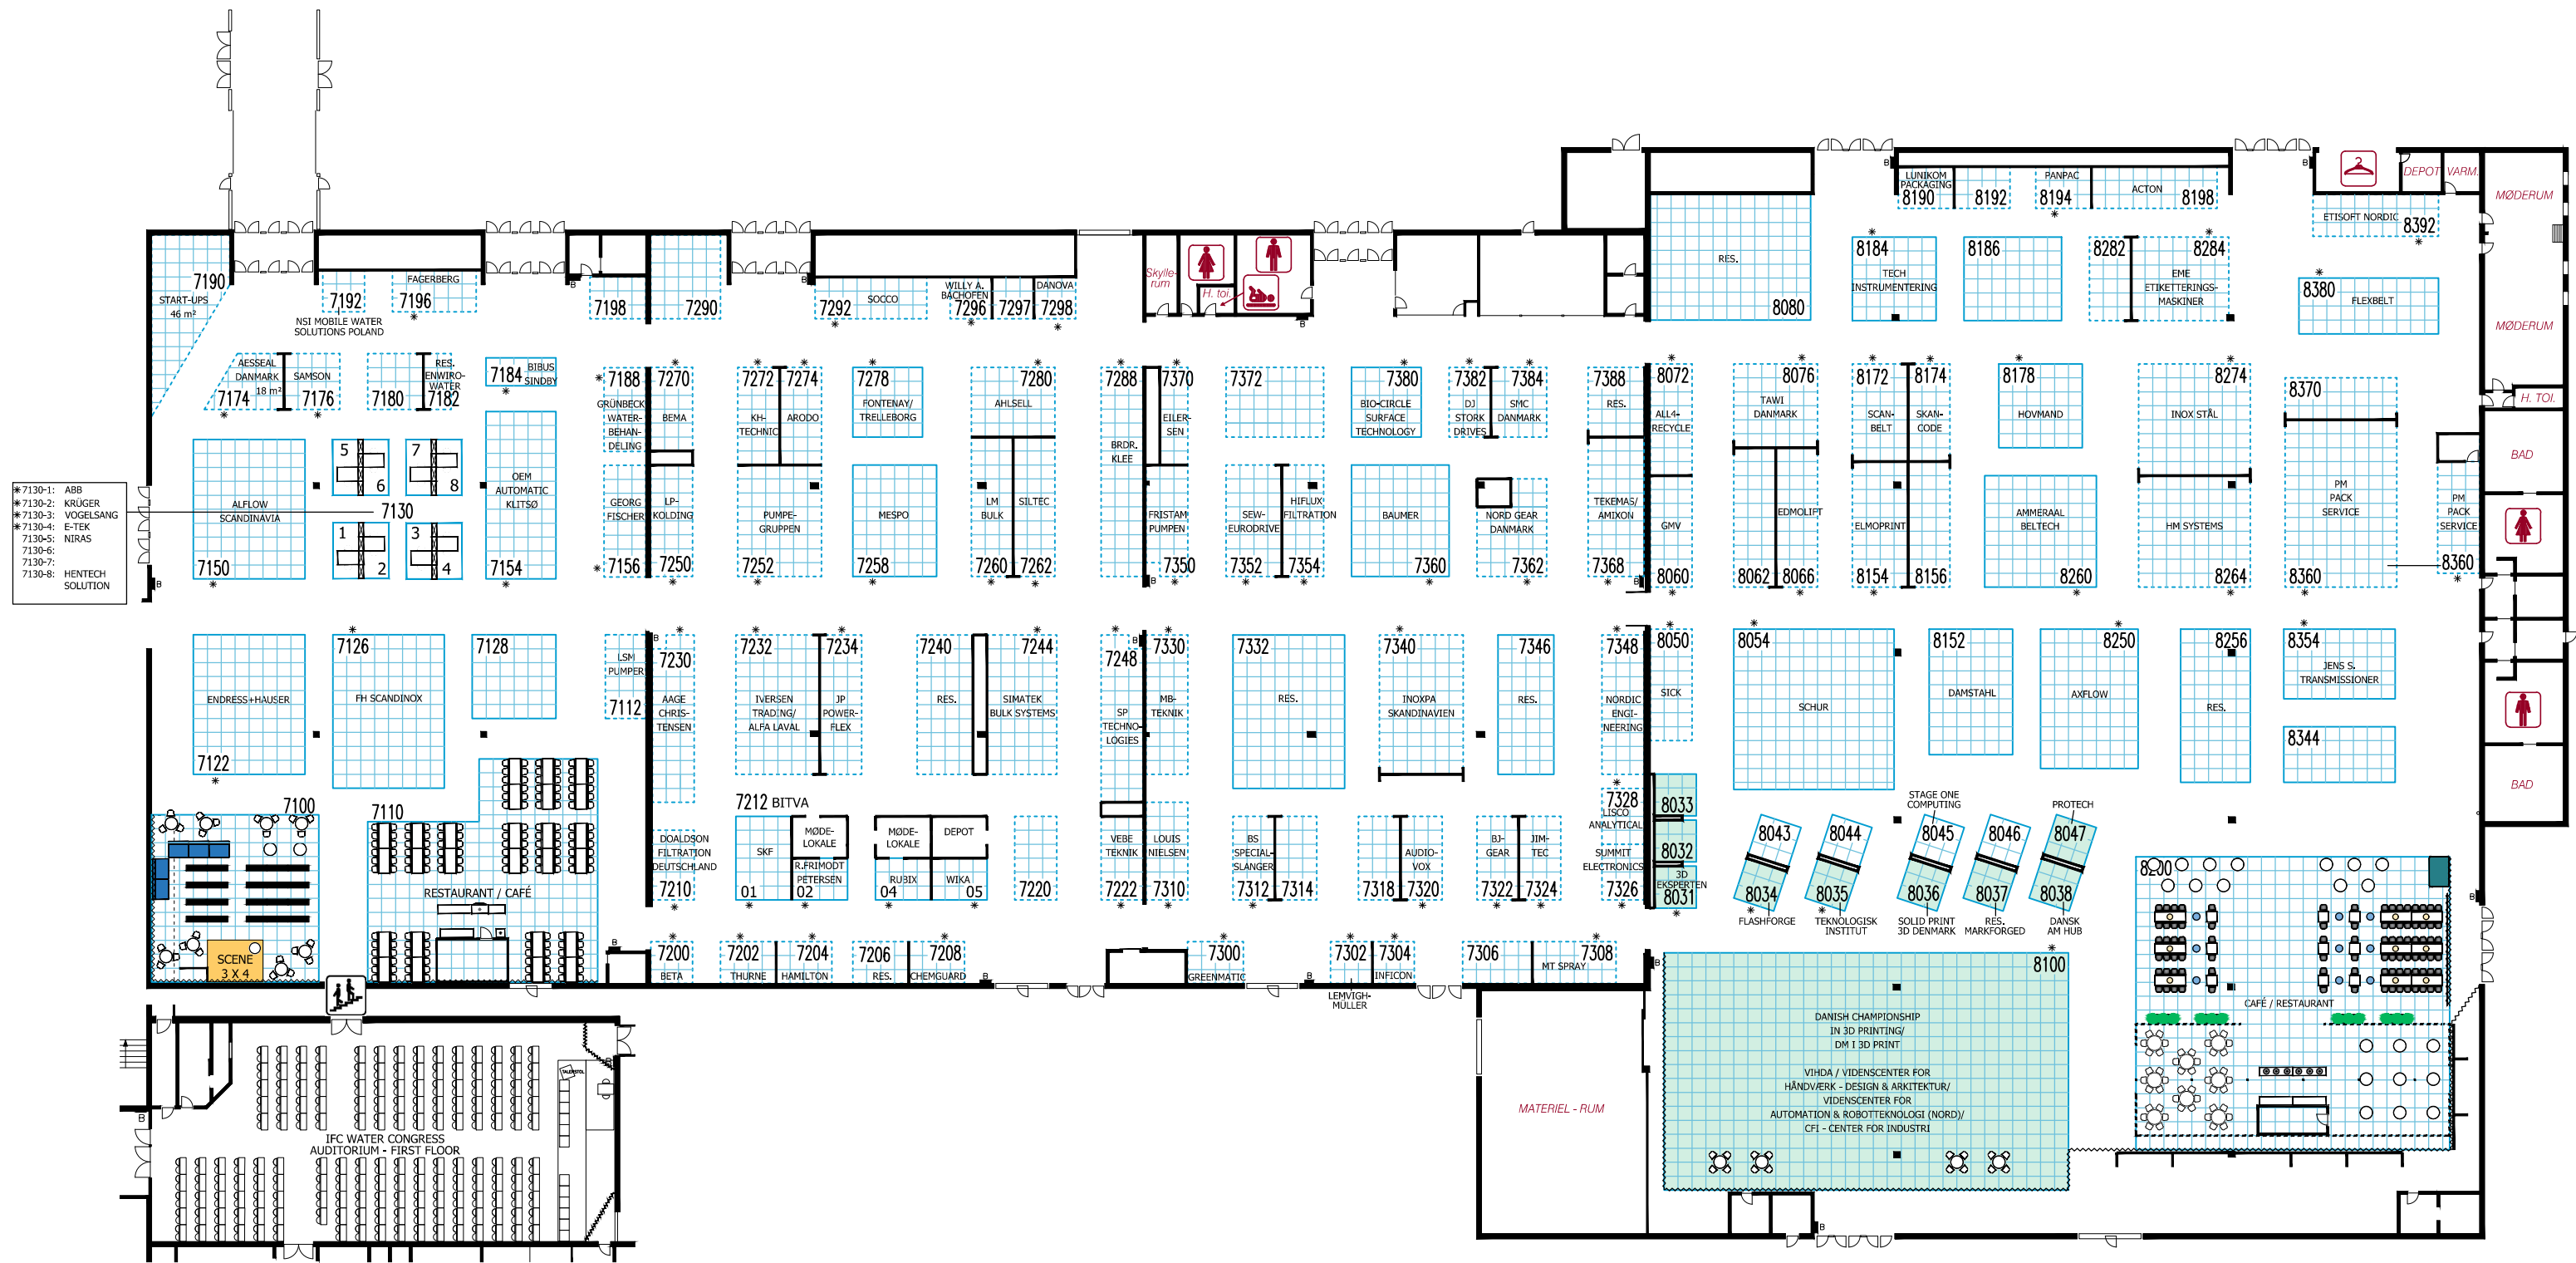 2
DEPOT
VARM.
MØDERUM
LUNIKOM
PACKAGING
8190
8192
PANPAC
8194
ACTON
8198
ETISOFT NORDIC
8392
7190
START-UPS
46 m²
7192
NSI MOBILE WATER
SOLUTIONS POLAND
FAGERBERG
7196
7198
7290
7292
SOCCO
WILLY A.
BACHOFEN
7296
7297
DANOVA
7298
Skylle-
rum
H. toi.
RES.
8080
8184
TECH
INSTRUMENTERING
8186
8282
8284
EME
ETIKETTERINGS-
MASKINER
8380
FLEXBELT
MØDERUM
H. TOI.
AESSEAL
DANMARK
18 m²
7174
SAMSON
7176
7180
RES.
ENWIRO-
WATER
7182
7184
BIBUS
SINDBY
7188
GRÜNBECK
WATER-
BEHAN-
DELING
7270
BEMA
7272
KH-
TECHNIC
7274
ARODO
7278
FONTENAY/
TRELLEBORG
7280
AHLSELL
7288
BRDR.
KLEE
7370
EILER-
SEN
7372
7380
BIO-CIRCLE
SURFACE
TECHNOLOGY
7382
DJ
STORK
DRIVES
7384
SMC
DANMARK
7388
RES.
8072
ALL4-
RECYCLE
8076
TAWI
DANMARK
8172
SCAN-
BELT
8174
SKAN-
CODE
8178
HOVMAND
8274
INOX STÅL
8370
BAD
7130-1: ABB
7130-2: KRÜGER
7130-3: VOGELSANG
7130-4: E-TEK
7130-5: NIRAS
7130-6:
7130-7:
7130-8: HENTECH
SOLUTION
ALFLOW
SCANDINAVIA
7150
5
6
7
8
7130
1
2
3
4
OEM
AUTOMATIC
KLITSØ
7154
GEORG
FISCHER
7156
LP-
KOLDING
7250
PUMPE-
GRUPPEN
7252
MESPO
7258
LM
BULK
7260
SILTEC
7262
FRISTAM
PUMPEN
7350
SEW-
EURODRIVE
7352
HIFLUX
FILTRATION
7354
BAUMER
7360
NORD GEAR
DANMARK
7362
TEKEMAS/
AMIXON
7368
GMV
8060
8062
EDMOLIFT
8066
ELMOPRINT
8154
8156
AMMERAAL
BELTECH
8260
HM SYSTEMS
8264
PM
PACK
SERVICE
8360
PM
PACK
SERVICE
8360
ENDRESS+HAUSER
7122
7126
FH SCANDINOX
7128
LSM
PUMPER
7112
7230
AAGE
CHRIS-
TENSEN
7232
IVERSEN
TRADING/
ALFA LAVAL
7234
JP
POWER-
FLEX
7240
RES.
7244
SIMATEK
BULK SYSTEMS
7248
SP
TECHNO-
LOGIES
7330
MB-
TEKNIK
7332
RES.
7340
INOXPA
SKANDINAVIEN
7346
RES.
7348
NORDIC
ENGI-
NEERING
8050
SICK
8054
SCHUR
8152
DAMSTAHL
8250
AXFLOW
8256
RES.
8354
JENS S.
TRANSMISSIONER
8344
BAD
7100
SCENE
3 X 4
7110
RESTAURANT / CAFÉ
DOALDSON
FILTRATION
DEUTSCHLAND
7210
7212 BITVA
SKF
01
MØDE-
LOKALE
R.FRIMODT
PETERSEN
02
MØDE-
LOKALE
RUBIX
04
DEPOT
WIKA
05
7220
VEBE
TEKNIK
7222
LOUIS
NIELSEN
7310
BS
SPECIAL-
SLANGER
7312
7314
7318
AUDIO-
VOX
7320
BJ-
GEAR
7322
JIM-
TEC
7324
7328
LISCO
ANALYTICAL
SUMMIT
ELECTRONICS
7326
8033
8032
3D
EKSPERTEN
8031
8043
8034
FLASHFORGE
8044
8035
TEKNOLOGISK
INSTITUT
STAGE ONE
COMPUTING
8045
8036
SOLID PRINT
3D DENMARK
8046
8037
RES.
MARKFORGED
PROTECH
8047
8038
DANSK
AM HUB
8200
CAFÉ / RESTAURANT
7200
BETA
7202
THURNE
7204
HAMILTON
7206
RES.
7208
CHEMGUARD
7300
GREENMATIC
7302
LEMVIGH-
MÜLLER
7304
INFICON
7306
MT SPRAY
7308
8100
DANISH CHAMPIONSHIP
IN 3D PRINTING/
DM I 3D PRINT
VIHDA / VIDENSCENTER FOR
HÅNDVÆRK - DESIGN & ARKITEKTUR/
VIDENSCENTER FOR
AUTOMATION & ROBOTTEKNOLOGI (NORD)/
CFI - CENTER FOR INDUSTRI
MATERIEL - RUM
TALERSTOL
IFC WATER CONGRESS
AUDITORIUM - FIRST FLOOR